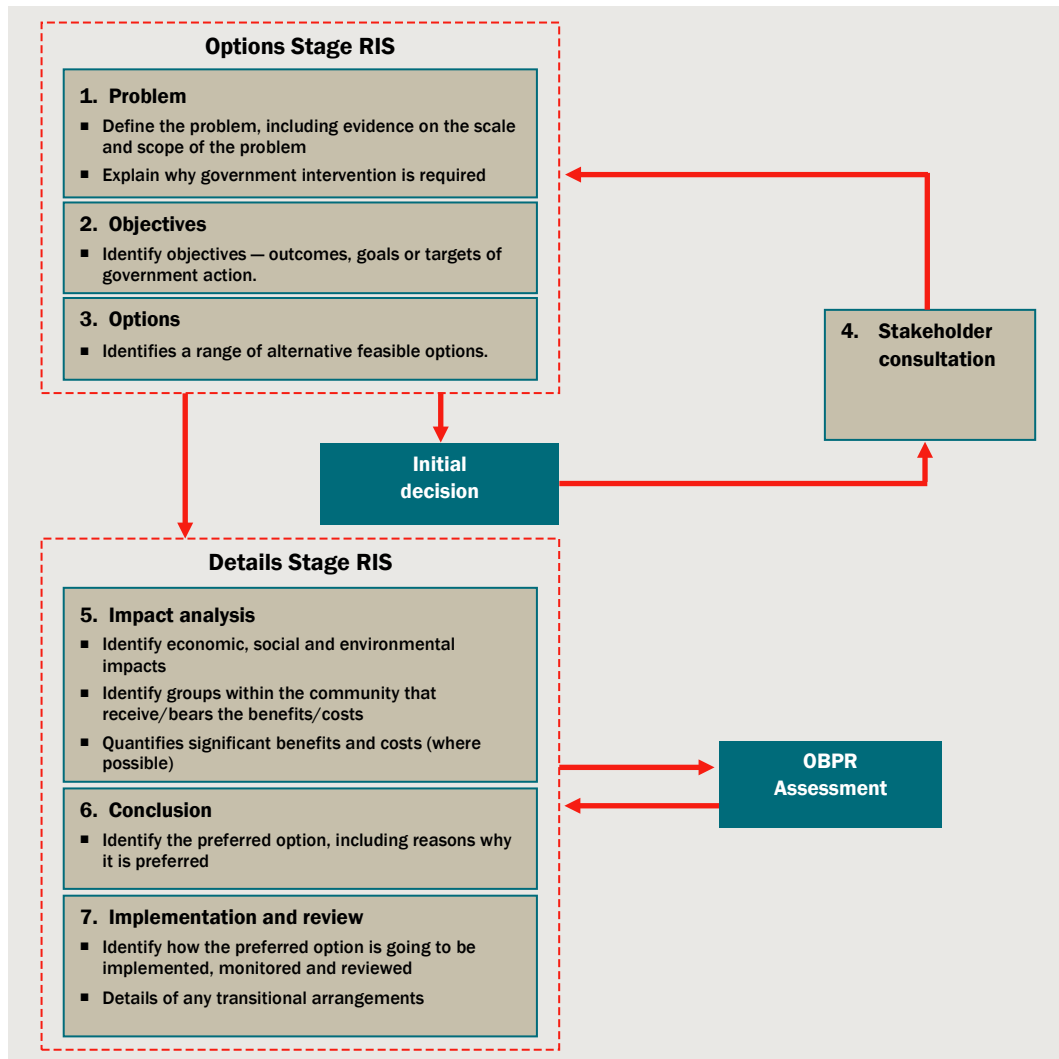 Options Stage RIS
1. Problem
▪ Define the problem, including evidence on the scale
and scope of the problem
▪ Explain why government intervention is required
2. Objectives
▪ Identify objectives — outcomes, goals or targets of
government action.
3. Options
▪ Identifies a range of alternative feasible options.
4. Stakeholder
consultation
Initial
decision
Details Stage RIS
5. Impact analysis
▪ Identify economic, social and environmental
impacts
▪ Identify groups within the community that
receive/bears the benefits/costs
▪ Quantifies significant benefits and costs (where
possible)
OBPR
Assessment
6. Conclusion
▪ Identify the preferred option, including reasons why
it is preferred
7. Implementation and review
▪ Identify how the preferred option is going to be
implemented, monitored and reviewed
▪ Details of any transitional arrangements